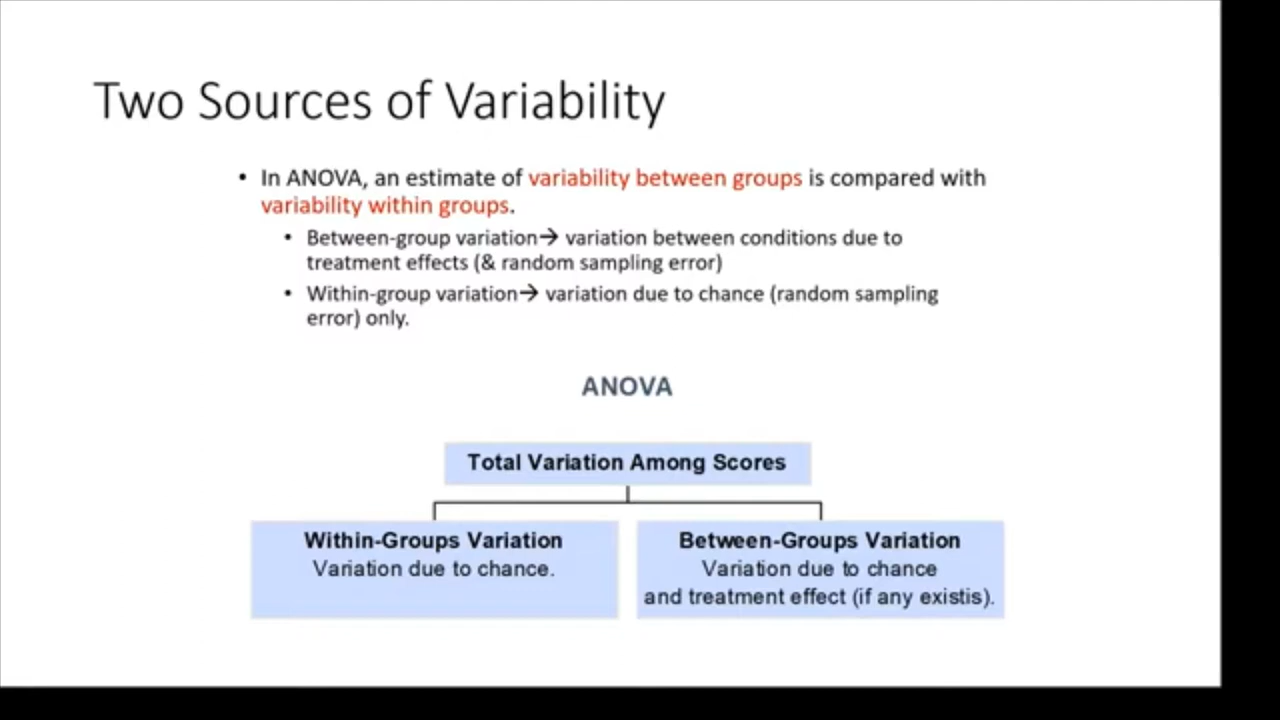 Two Sources of Variability
• In ANOVA, an estimate of variability between groups is compared with
variability within groups.
• Between-group variation→ variation between conditions due to
treatment effects (& random sampling error)
• Within-group variation→ variation due to chance (random sampling
error) only.
ANOVA
Total Variation Among Scores
Within-Groups Variation
Variation due to chance.
Between-Groups Variation
Variation due to chance
and treatment effect (if any existis).